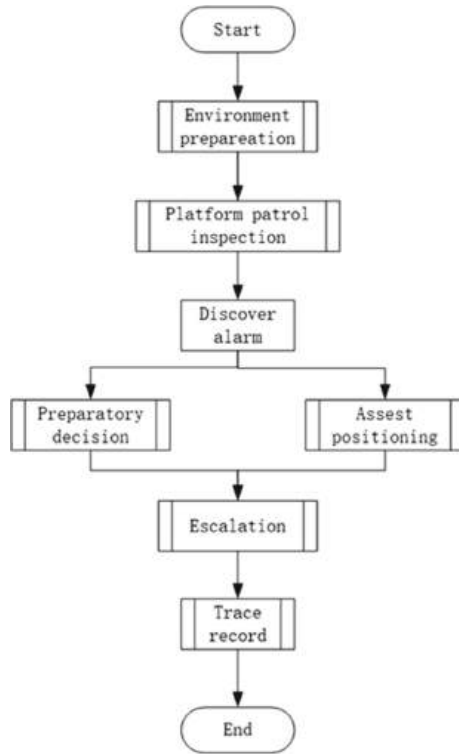 Start
Environment
prepareation
Platform patrol
inspection
Discover
alarm
Preparatory
decision
Assest
positioning
Escalation
Trace
record
End